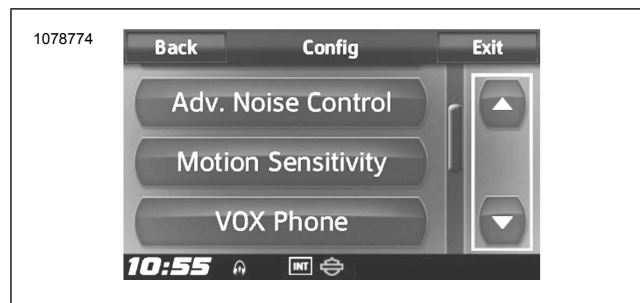 1078774
Back Config Exit
Adv. Noise Control
Motion Sensitivity
VOX Phone
10:55 INT